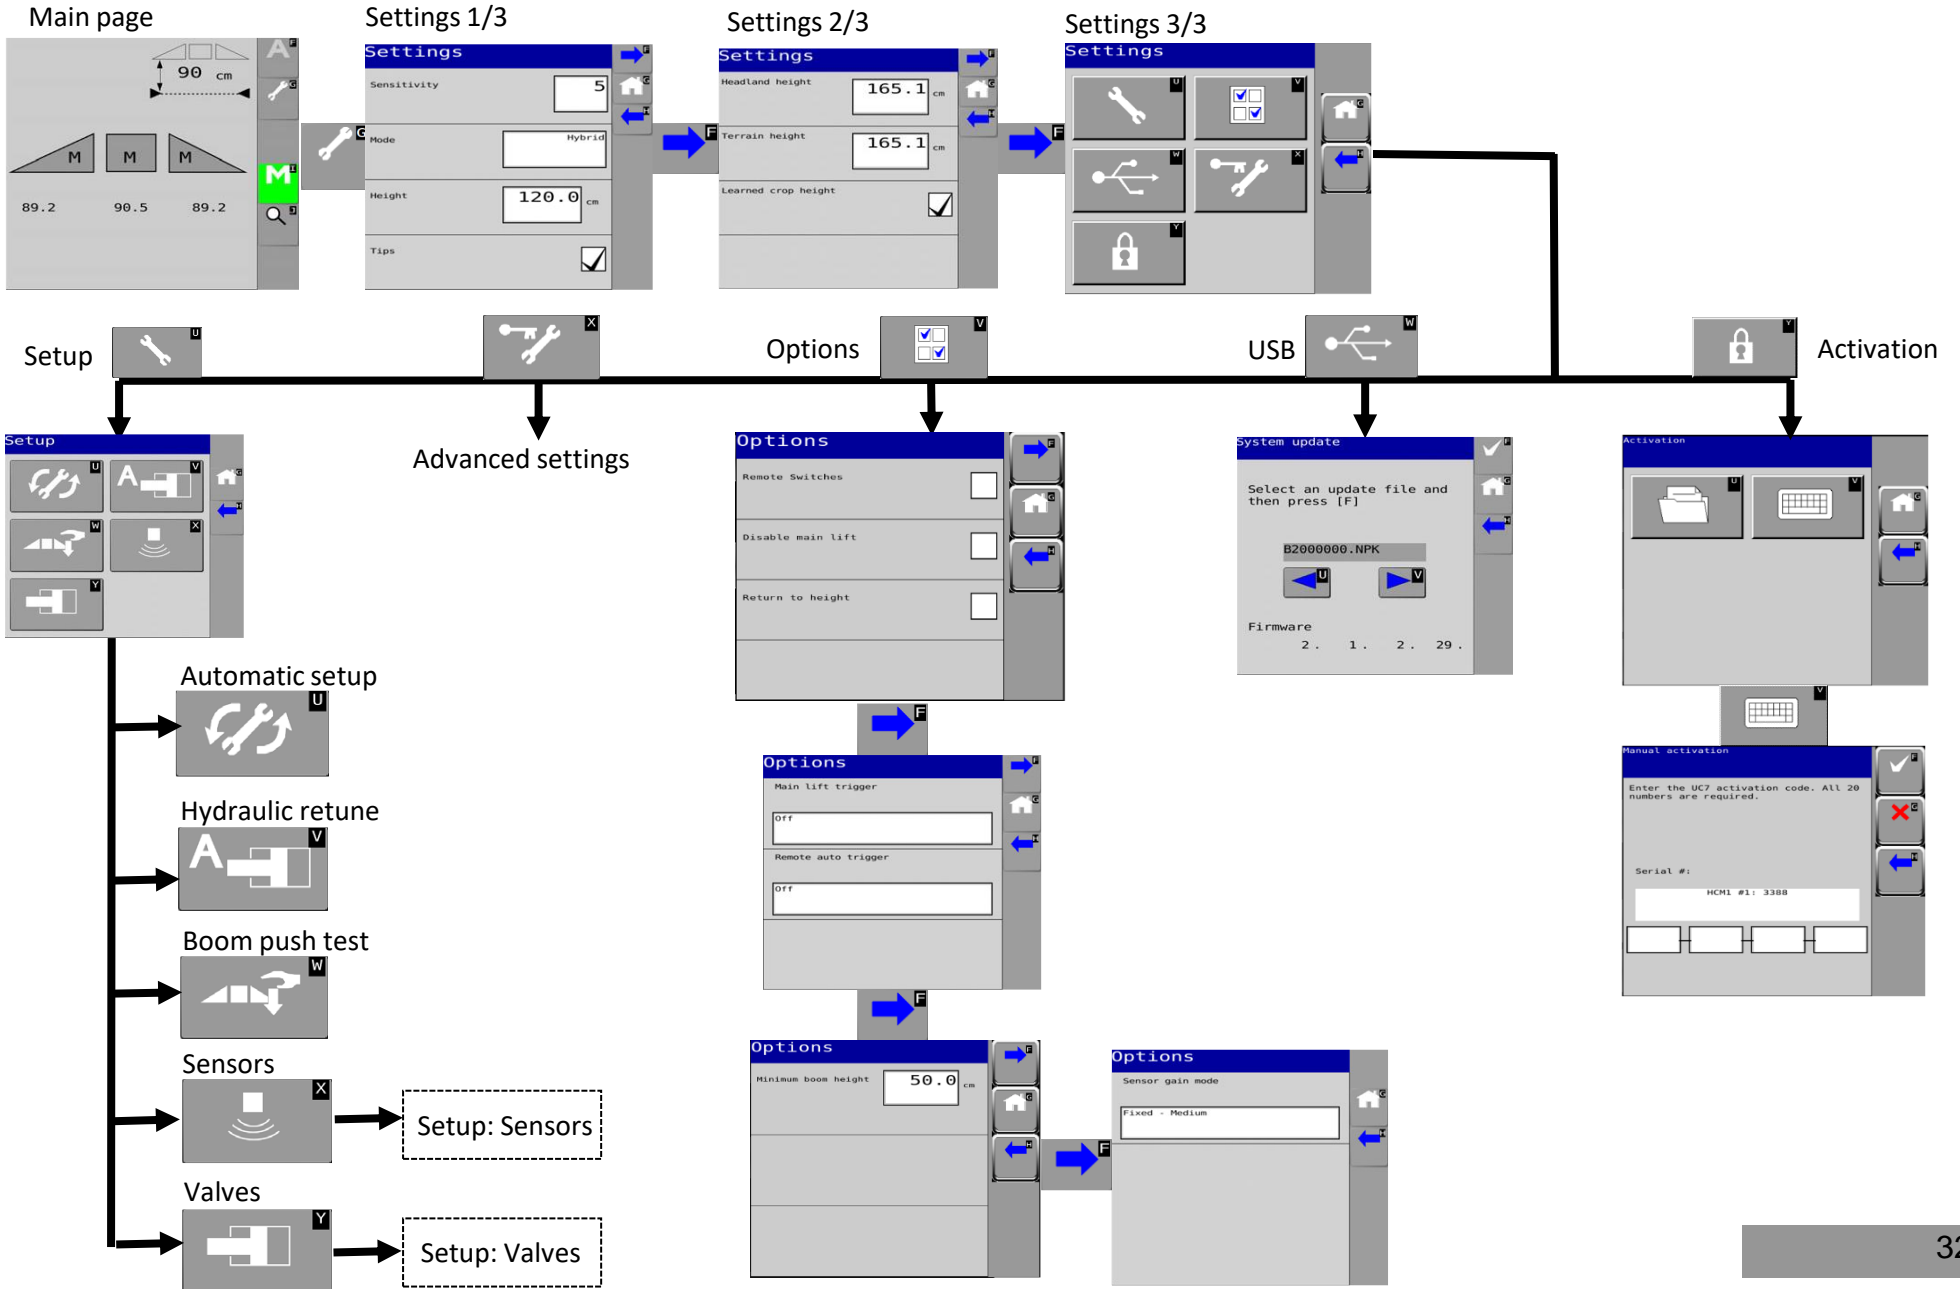 Main page
Settings 1/3
Settings 2/3
Settings 3/3
90 cm
A F
G
M M M
M I
J
89.2 90.5 89.2
G
Settings
F
G
H
Sensitivity
5
Mode
Hybrid
Height
120.0 cm
Tips
F
Settings
F
G
H
Headland height
165.1 cm
Terrain height
165.1 cm
Learned crop height
F
Settings
U V
W X
Y
G
H
Setup U
X
Options V
USB W
Y Activation
Setup
U A V
W X
Y
G
H
Advanced settings
Options
F
G
H
Remote Switches
Disable main lift
Return to height
System update
F
G
H
Select an update file and
then press [F]
B2000000.NPK
U V
Firmware
2. 1. 2. 29.
Activation
U V
G
H
V
Manual activation
F
G
H
Enter the UC7 activation code. All 20
numbers are required.
Serial #:
HCM1 #1: 3388
Automatic setup
U
Hydraulic retune
A V
Boom push test
W
Sensors
X
Setup: Sensors
Valves
Y
Setup: Valves
F
Options
F
G
H
Main lift trigger
Off
Remote auto trigger
Off
F
Options
F
G
H
Minimum boom height
50.0 cm
F
Options
G
H
Sensor gain mode
Fixed - Medium
32